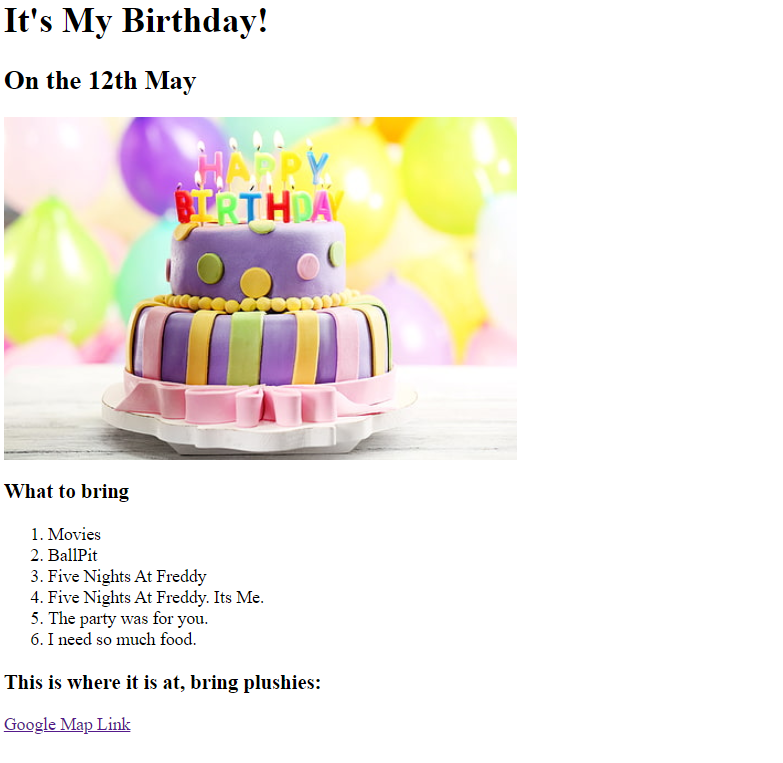 It's My Birthday!
On the 12th May
HAPPY
BIRTHDAY
What to bring
1. Movies
2. BallPit
3. Five Nights At Freddy
4. Five Nights At Freddy. Its Me.
5. The party was for you.
6. I need so much food.
This is where it is at, bring plushies:
Google Map Link